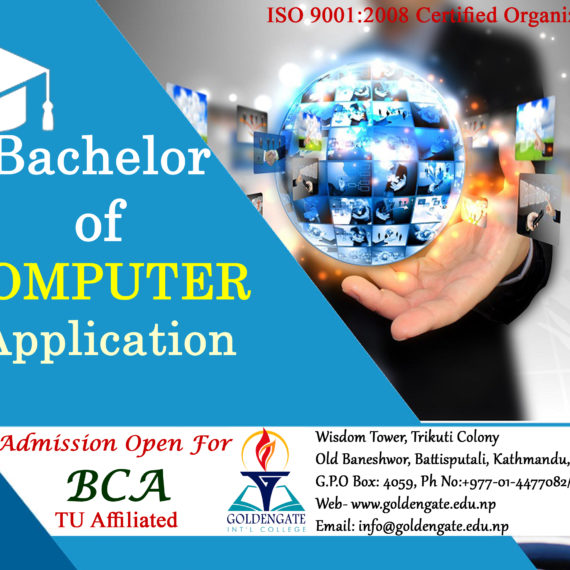 ISO 9001:2008 Certified Organis
Bachelor
of
OMPUTER
Application
Admission Open For
BCA
TU Affiliated
GOLDENGATE
INT'L COLLEGE
Wisdom Tower, Trikuti Colony
Old Baneshwor, Battisputali, Kathmandu,
G.P.O Box: 4059, Ph No:+977-01-4477082/
Web- www.goldengate.edu.np
Email: info@goldengate.edu.np